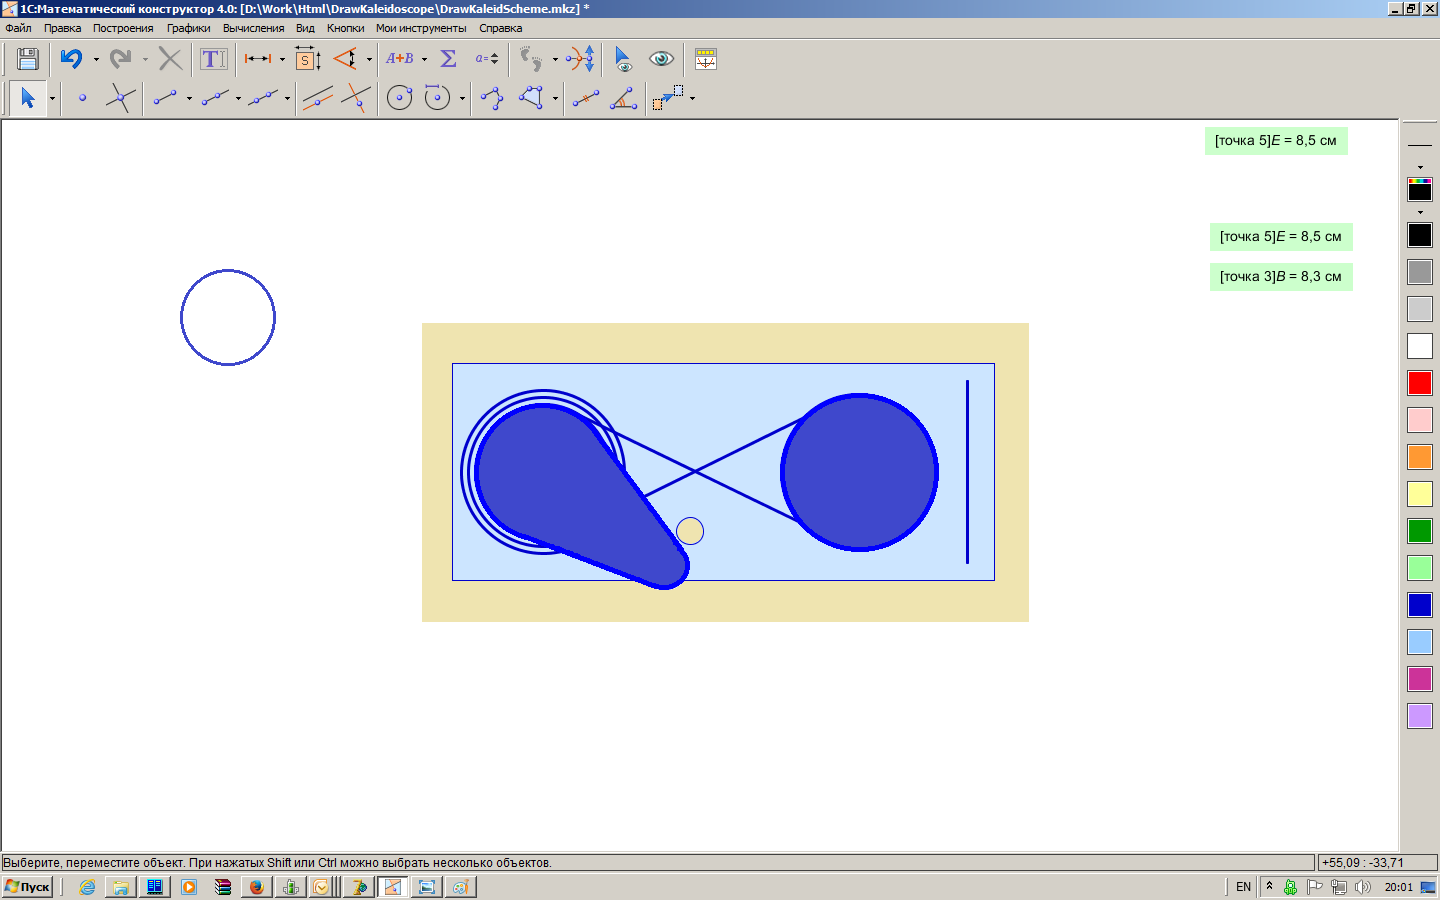 1С:Математический конструктор 4.0: [D:\Work\Html\DrawKaleidoscope\DrawKaleidScheme.mkz] *
Файл Правка Построения Графики Вычисления Вид Кнопки Мои инструменты Справка
T S A+B Σ a=
[точка 5]E = 8,5 см
[точка 5]E = 8,5 см
[точка 3]B = 8,3 см
Выберите, переместите объект. При нажатых Shift или Ctrl можно выбрать несколько объектов.
+55,09 : -33,71
Пуск
EN
20:01